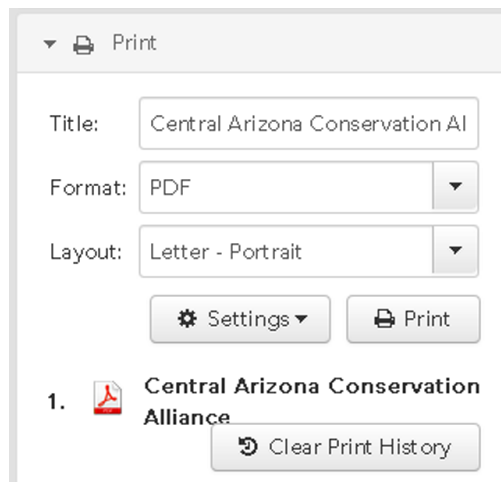 Print
Title: Central Arizona Conservation Al
Format: PDF
Layout: Letter - Portrait
Settings Print
1. Central Arizona Conservation
Alliance
Clear Print History